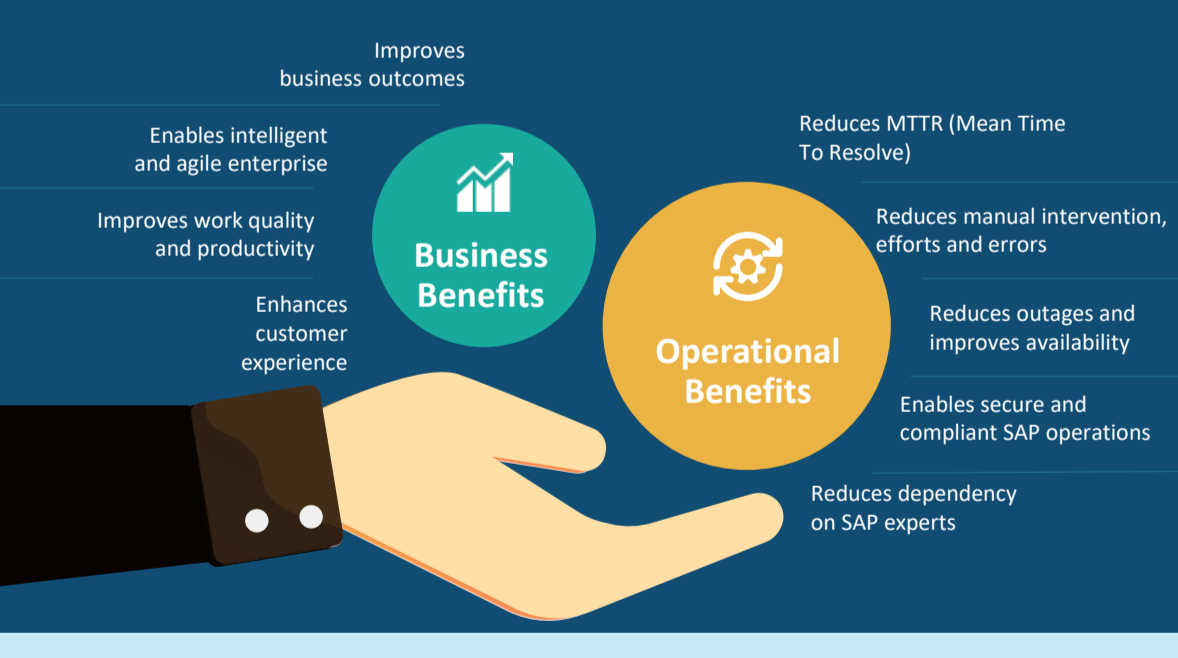 Improves
business outcomes
Enables intelligent
and agile enterprise
Improves work quality
and productivity
Enhances
customer
experience
Business
Benefits
Operational
Benefits
Reduces MTTR (Mean Time
To Resolve)
Reduces manual intervention,
efforts and errors
Reduces outages and
improves availability
Enables secure and
compliant SAP operations
Reduces dependency
on SAP experts